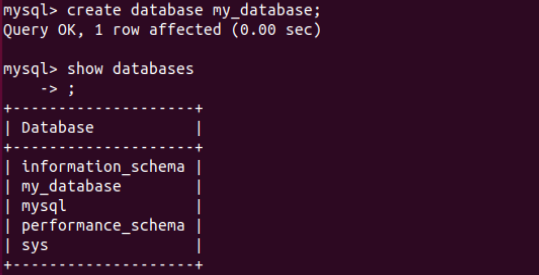 mysql> create database my_database;
Query OK, 1 row affected (0.00 sec)

mysql> show databases
    -> ;
+--------------------+
| Database           |
+--------------------+
| information_schema |
| my_database        |
| mysql              |
| performance_schema |
| sys                |
+--------------------+